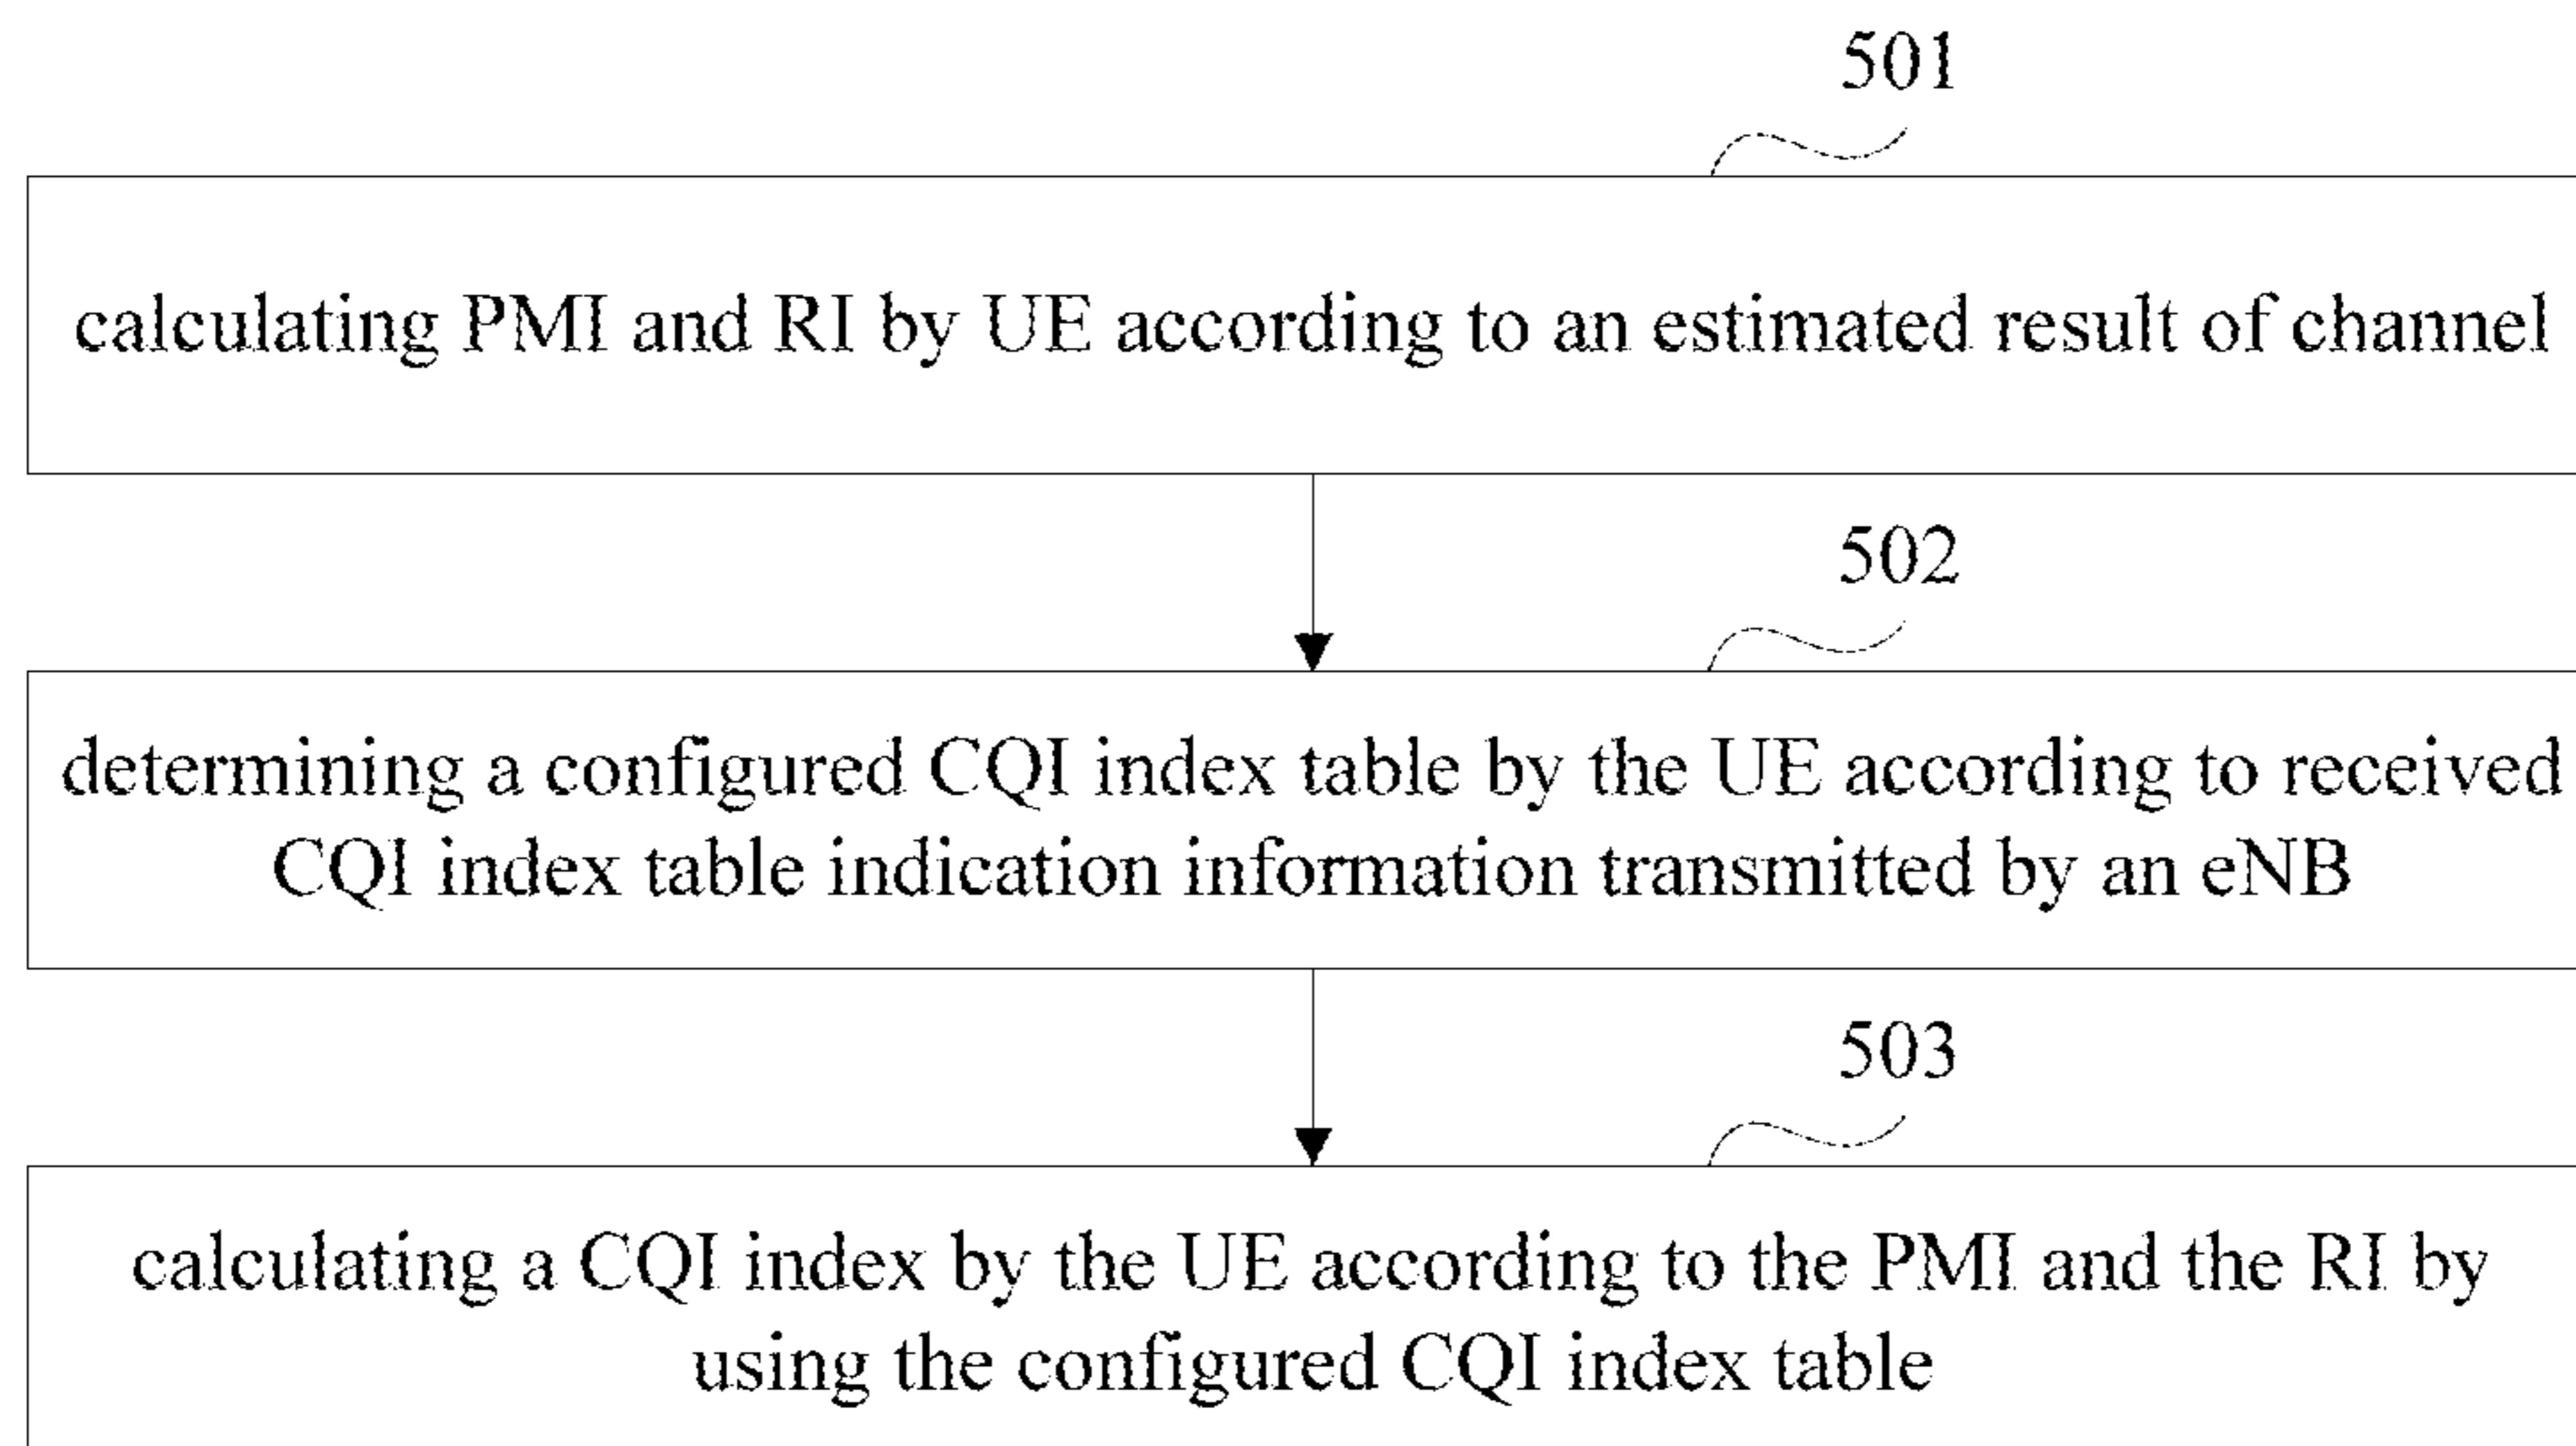 501
calculating PMI and RI by UE according to an estimated result of channel
502
determining a configured CQI index table by the UE according to received
CQI index table indication information transmitted by an eNB
503
calculating a CQI index by the UE according to the PMI and the RI by
using the configured CQI index table